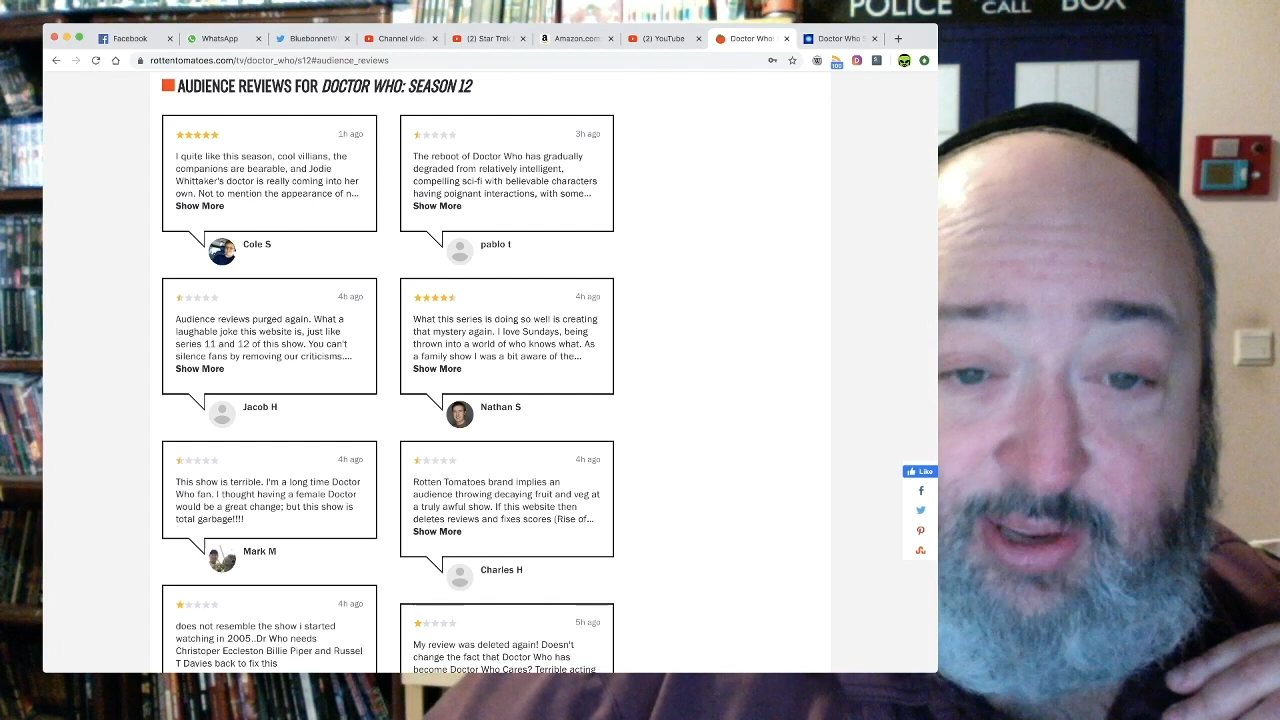 POLICE CALL BOX
Facebook
WhatsApp
BluebonnetW
Channel vide
(2) Star Trek
Amazon.com
(2) YouTube
Doctor Who:
Doctor Who S
rottentomatoes.com/tv/doctor_who/s12#audience_reviews
100
AUDIENCE REVIEWS FOR DOCTOR WHO: SEASON 12
1h ago
I quite like this season, cool villians, the
companions are bearable, and Jodie
Whittaker's doctor is really coming into her
own. Not to mention the appearance of n...
Show More
Cole S
3h ago
The reboot of Doctor Who has gradually
degraded from relatively intelligent,
compelling sci-fi with believable characters
having poignant interactions, with some...
Show More
pablo t
4h ago
Audience reviews purged again. What a
laughable joke this website is, just like
series 11 and 12 of this show. You can't
silence fans by removing our criticisms....
Show More
Jacob H
4h ago
What this series is doing so well is creating
that mystery again. I love Sundays, being
thrown into a world of who knows what. As
a family show I was a bit aware of the...
Show More
Nathan S
4h ago
This show is terrible. I'm a long time Doctor
Who fan. I thought having a female Doctor
would be a great change; but this show is
total garbage!!!!
Mark M
4h ago
Rotten Tomatoes brand implies an
audience throwing decaying fruit and veg at
a truly awful show. If this website then
deletes reviews and fixes scores (Rise of...
Show More
Charles H
4h ago
does not resemble the show i started
watching in 2005..Dr Who needs
Christoper Eccleston Billie Piper and Russel
T Davies back to fix this
5h ago
My review was deleted again! Doesn't
change the fact that Doctor Who has
become Doctor Who Cares? Terrible acting
Like